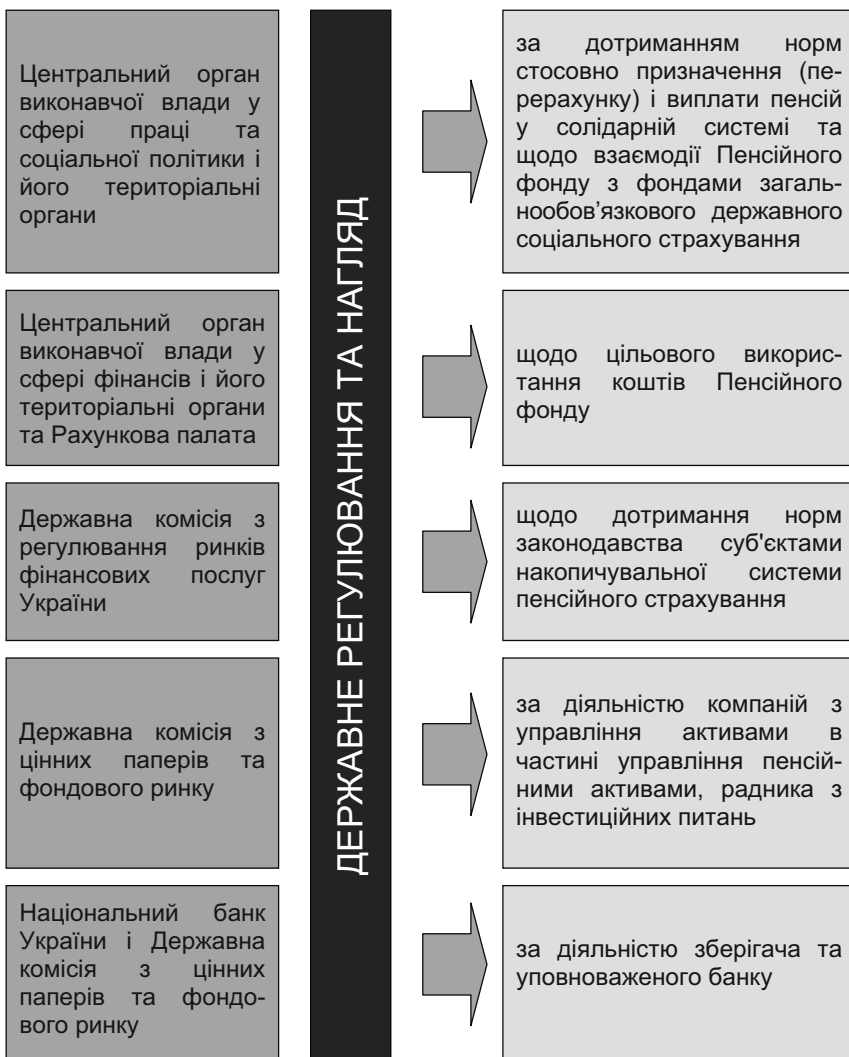 Центральний орган
виконавчої влади у
сфері праці та
соціальної політики і
його територіальні
органи
за дотриманням норм
стосовно призначення (пе-
рерахунку) і виплати пенсій
у солідарній системі та
щодо взаємодії Пенсійного
фонду з фондами загаль-
нообов’язкового державного
соціального страхування
ДЕРЖАВНЕ РЕГУЛЮВАННЯ ТА НАГЛЯД
Центральний орган
виконавчої влади у
сфері фінансів і його
територіальні органи
та Рахункова палата
щодо цільового викорис-
тання коштів Пенсійного
фонду
Державна комісія з
регулювання ринків
фінансових послуг
України
щодо дотримання норм
законодавства суб'єктами
накопичувальної системи
пенсійного страхування
Державна комісія з
цінних паперів та
фондового ринку
за діяльністю компаній з
управління активами в
частині управління пенсій-
ними активами, радника з
інвестиційних питань
Національний банк
України і Державна
комісія з цінних
паперів та фондо-
вого ринку
за діяльністю зберігача та
уповноваженого банку